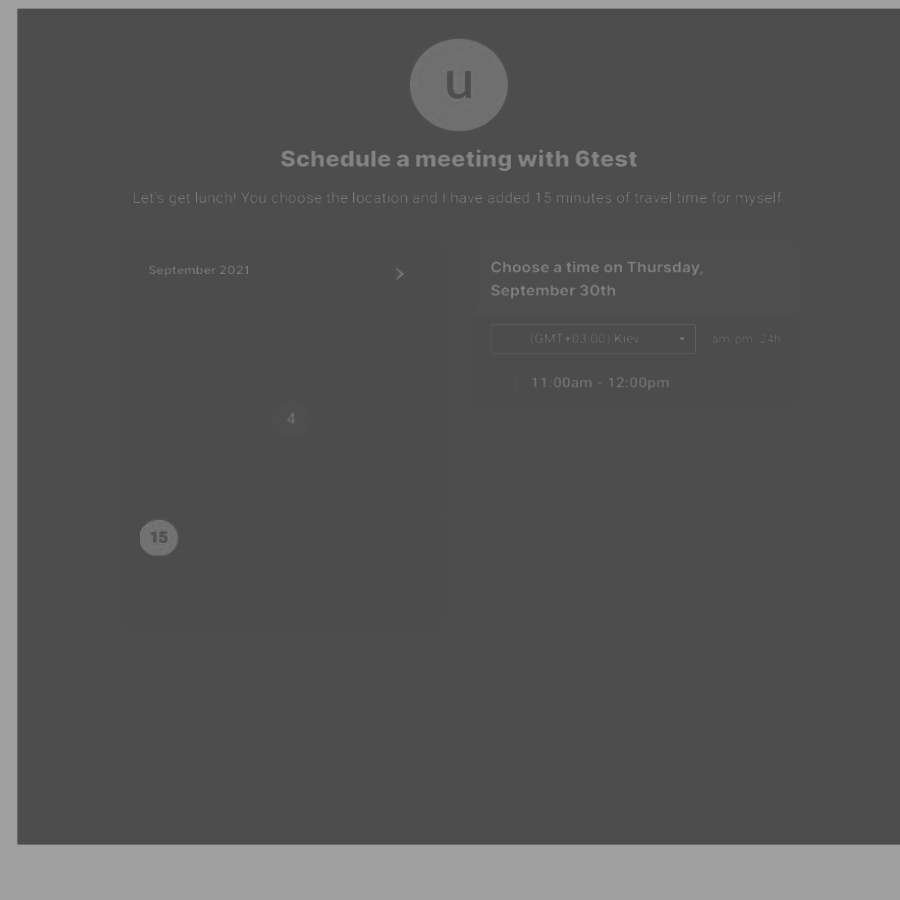 u
Schedule a meeting with 6test
Let's get lunch! You choose the location and I have added 15 minutes of travel time for myself.
September 2021
Choose a time on Thursday,
September 30th
(GMT+03:00) Kiev
am/pm 24h
11:00am - 12:00pm
4
15